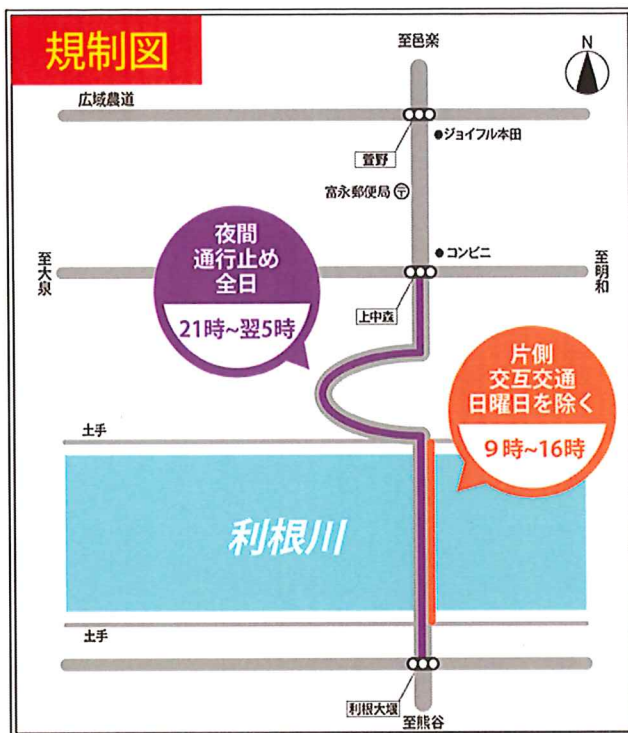 規制図
至邑楽
N
広域農道
萱野
●ジョイフル本田
富永郵便局〒
夜間
通行止め
全日
21時~翌5時
●コンビニ
至大泉
至明和
上中森
片側
交互交通
日曜日を除く
9時~16時
土手
利根川
土手
利根大堰
至熊谷